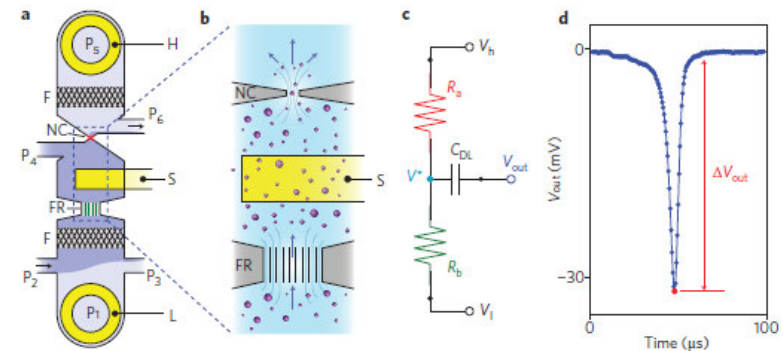 a
P5
H
F
NC
P6
P4
S
FR
F
P2
P3
P1
L
b
NC
S
FR
c
Vh
Ra
CDL
Vout
V*
Rb
Vl
d
0
Vout (mV)
ΔVout
−30
0
50
100
Time (µs)